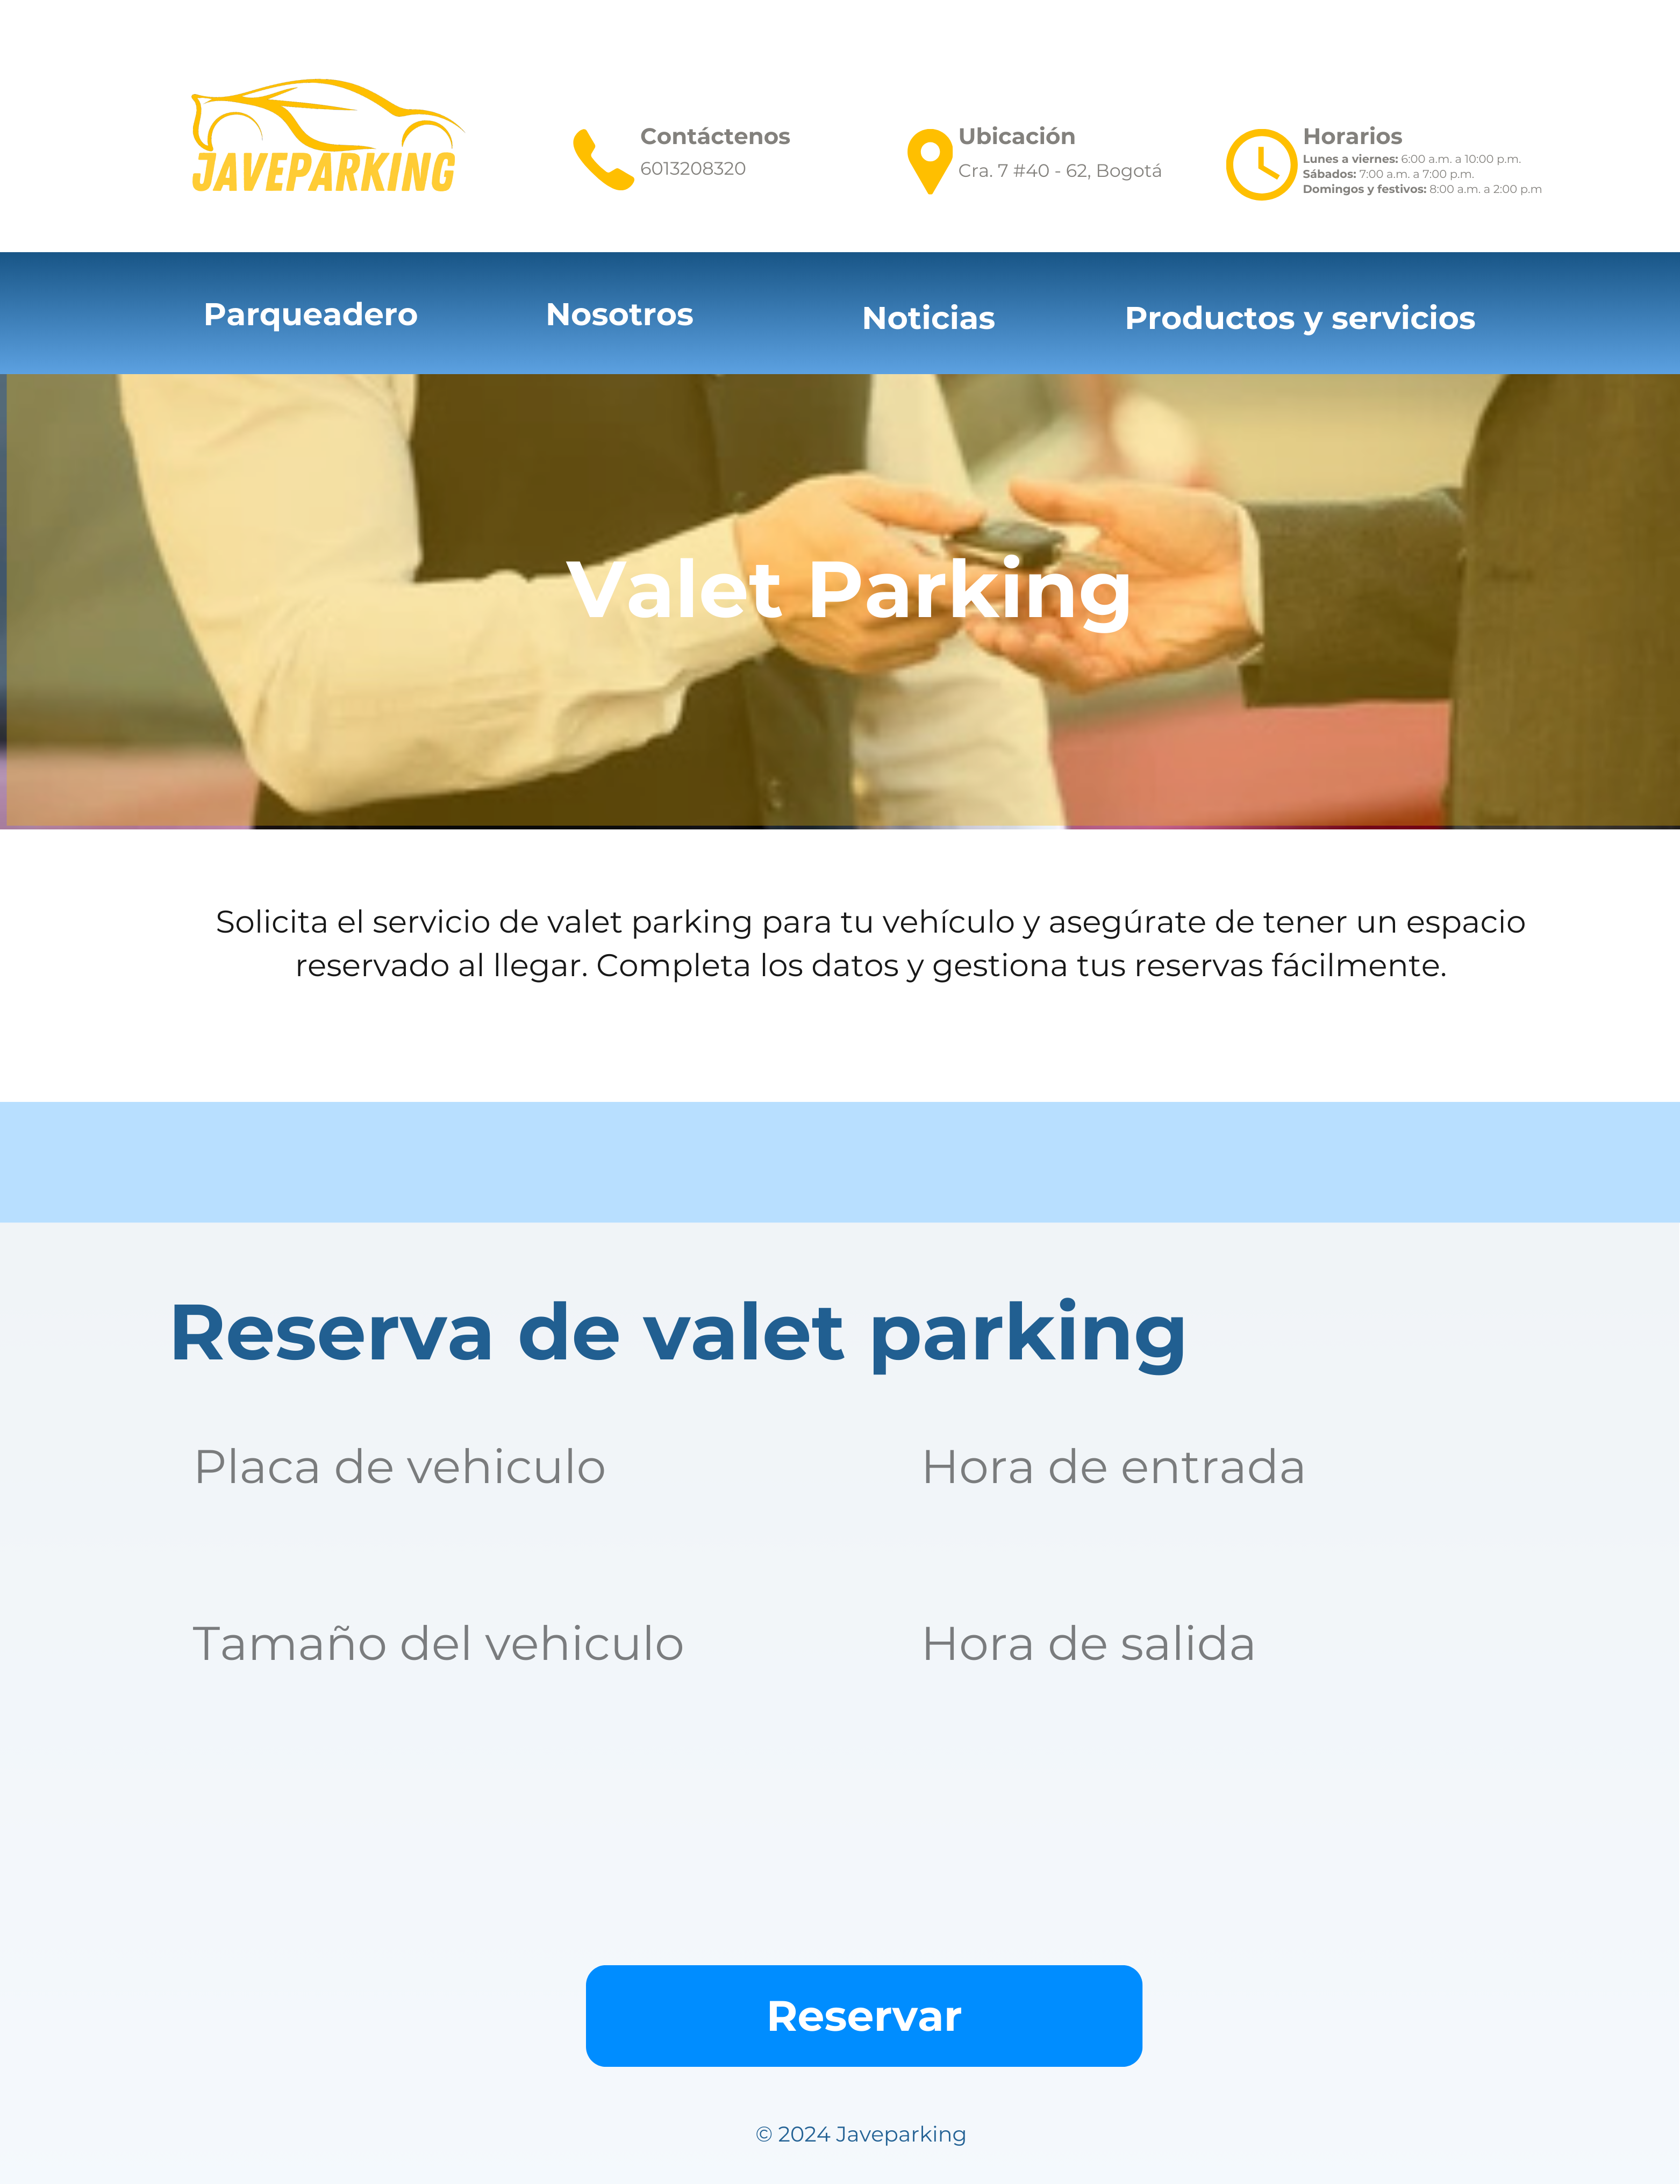 JAVEPARKING
Contáctenos
6013208320
Ubicación
Cra. 7 #40 - 62, Bogotá
Horarios
Lunes a viernes: 6:00 a.m. a 10:00 p.m.
Sábados: 7:00 a.m. a 7:00 p.m.
Domingos y festivos: 8:00 a.m. a 2:00 p.m
Parqueadero
Nosotros
Noticias
Productos y servicios
Valet Parking
Solicita el servicio de valet parking para tu vehículo y asegúrate de tener un espacio
reservado al llegar. Completa los datos y gestiona tus reservas fácilmente.
Reserva de valet parking
Placa de vehiculo
Hora de entrada
Tamaño del vehiculo
Hora de salida
Reservar
© 2024 Javeparking